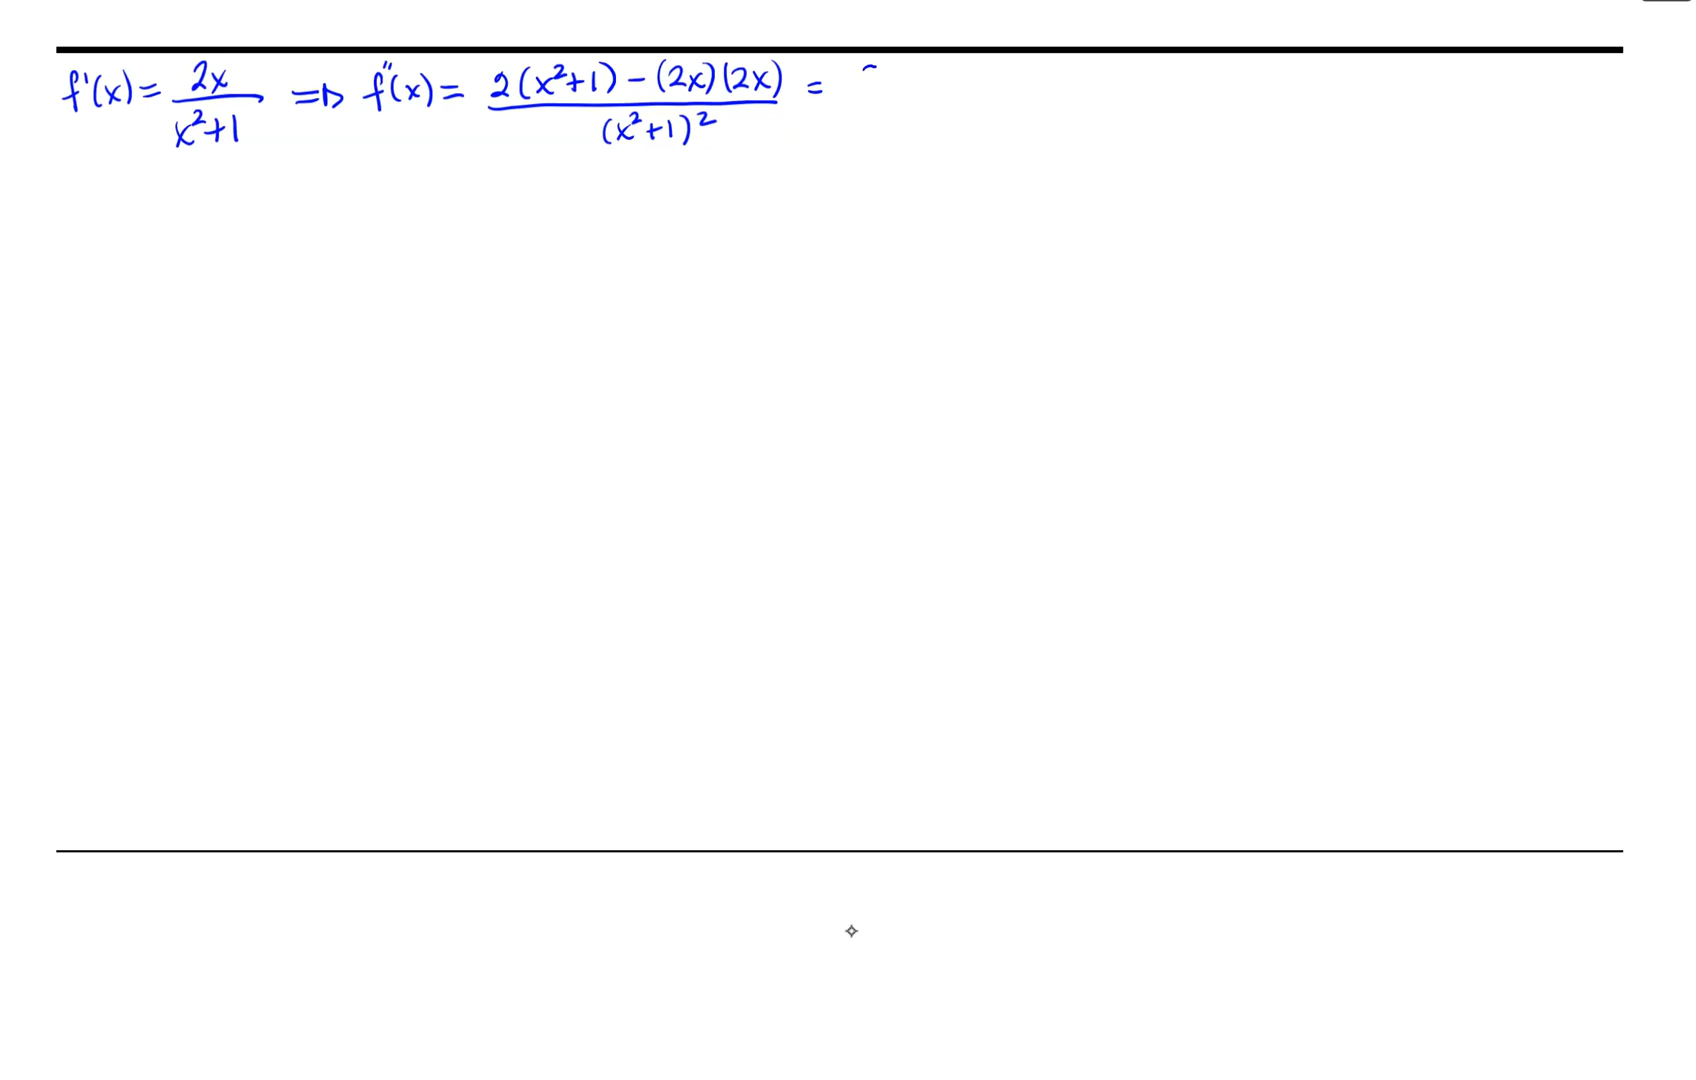 f'(x) = 2x / x²+1 ⇒ f''(x) = 2(x²+1) - (2x)(2x) / (x²+1)² =